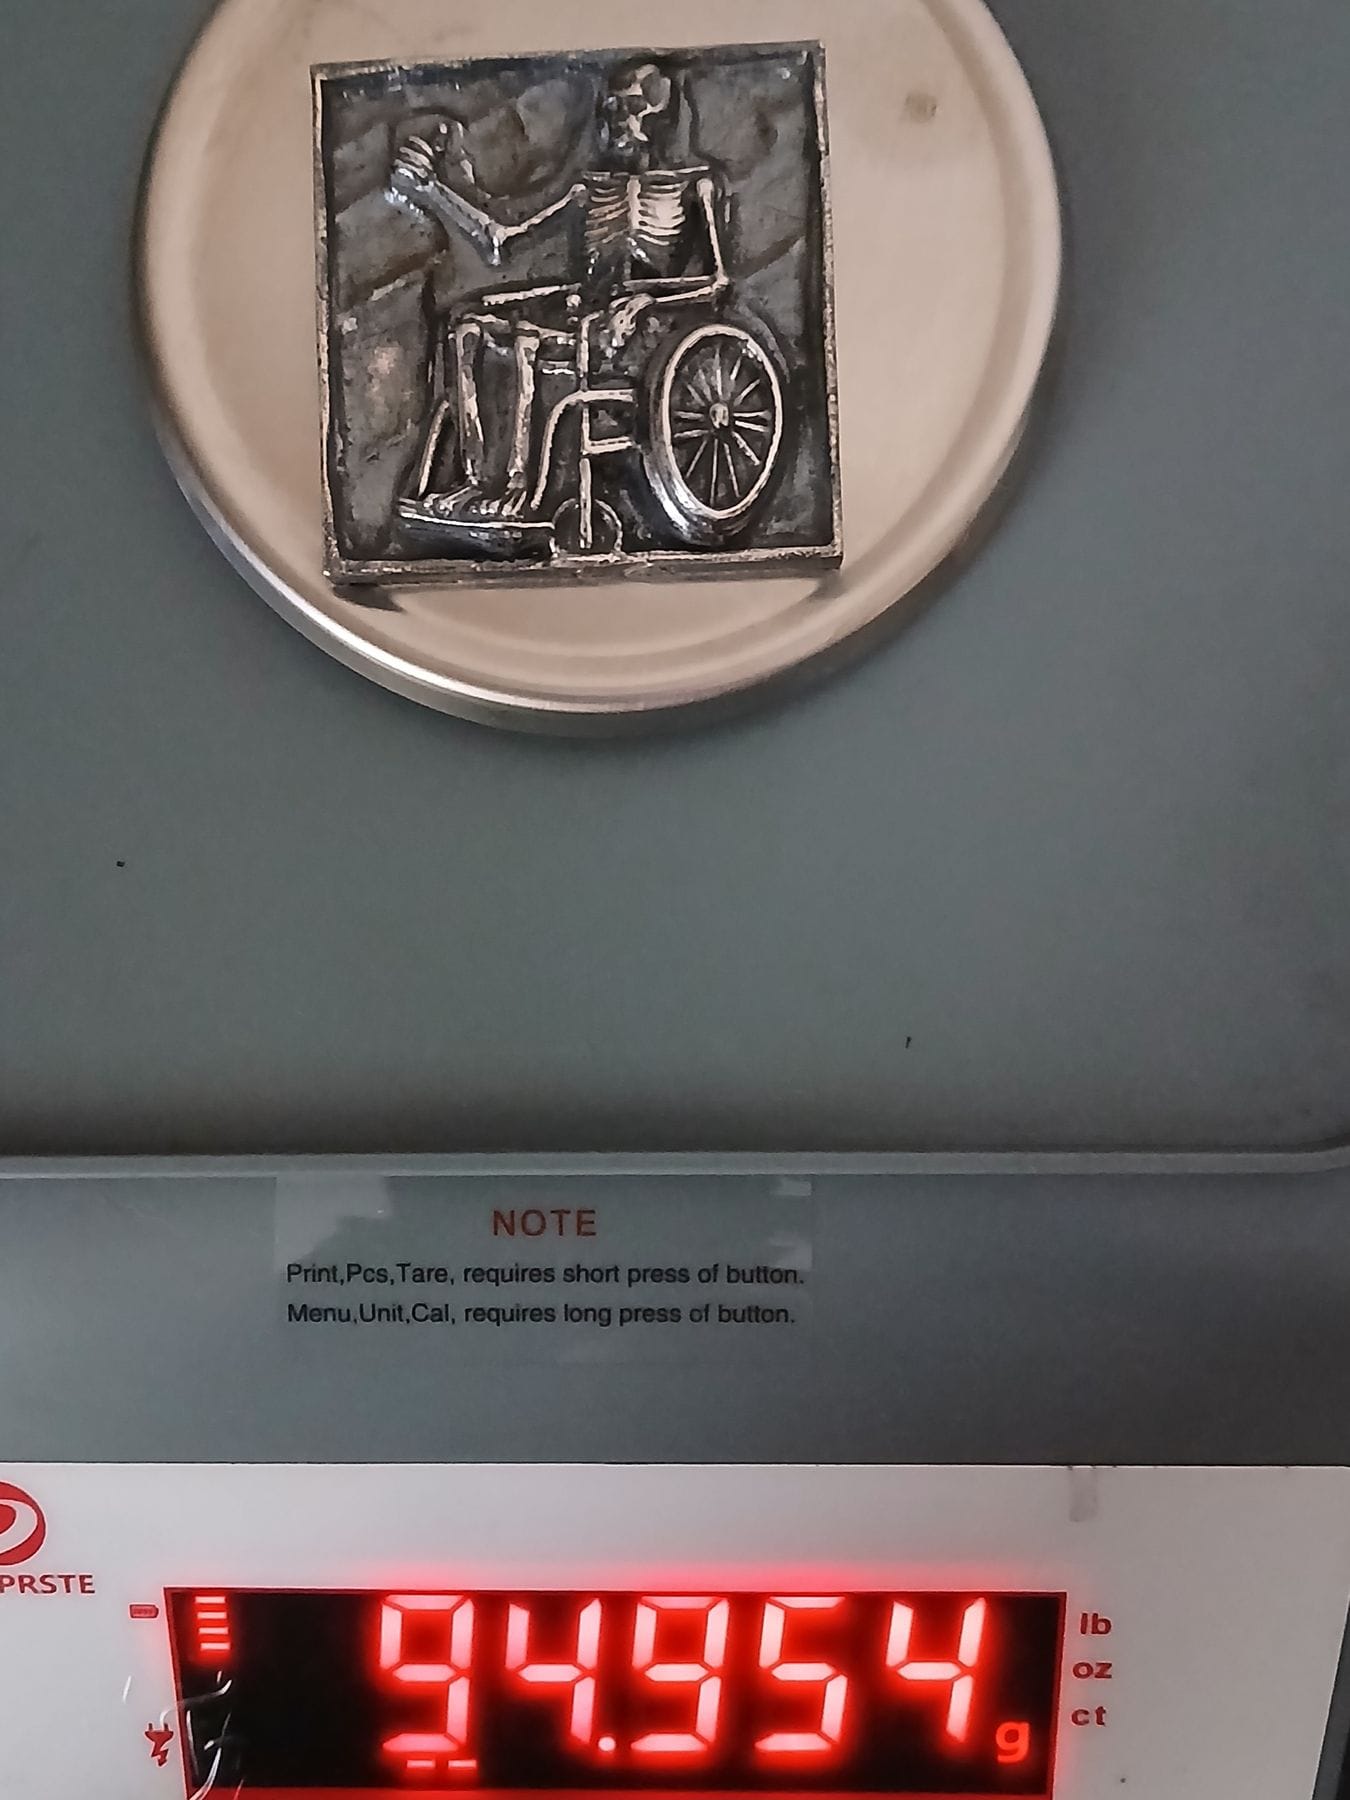 NOTE
Print,Pcs,Tare, requires short press of button.
Menu,Unit,Cal, requires long press of button.
PRSTE
94.954 g
lb
oz
ct